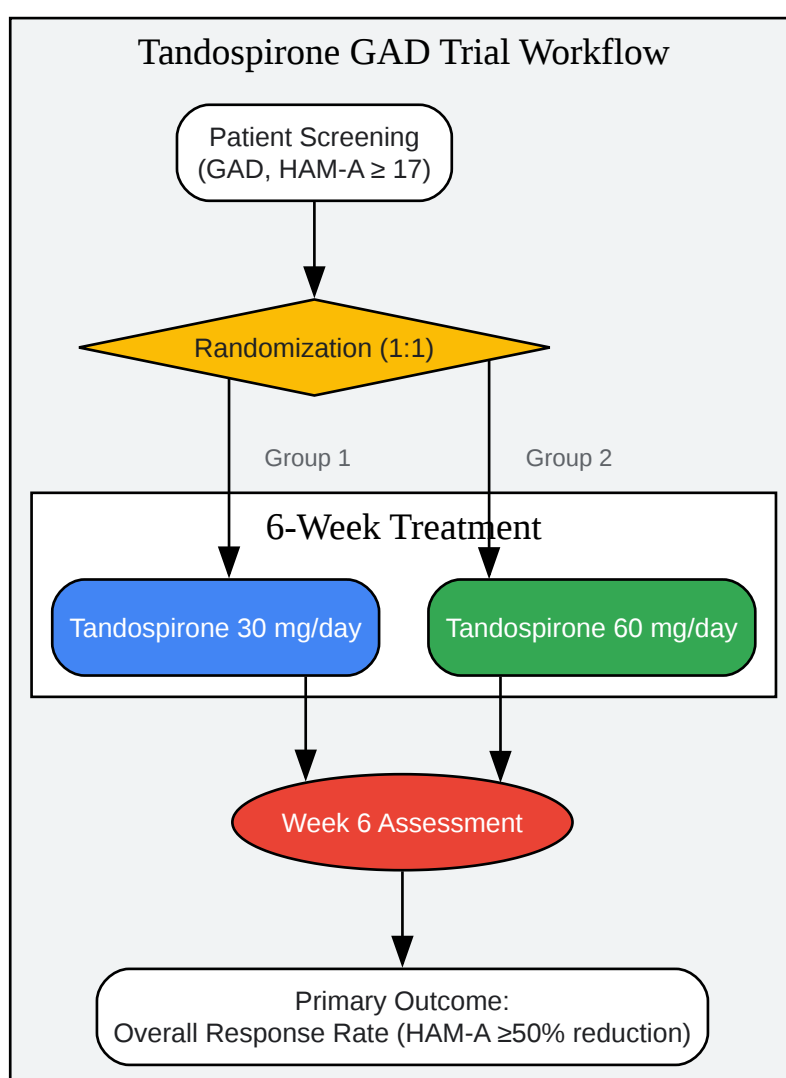 Tandospirone GAD Trial Workflow
Patient Screening
(GAD, HAM-A ≥ 17)
Randomization (1:1)
Group 1
Group 2
6-Week Treatment
Tandospirone 30 mg/day
Tandospirone 60 mg/day
Week 6 Assessment
Primary Outcome:
Overall Response Rate (HAM-A ≥50% reduction)